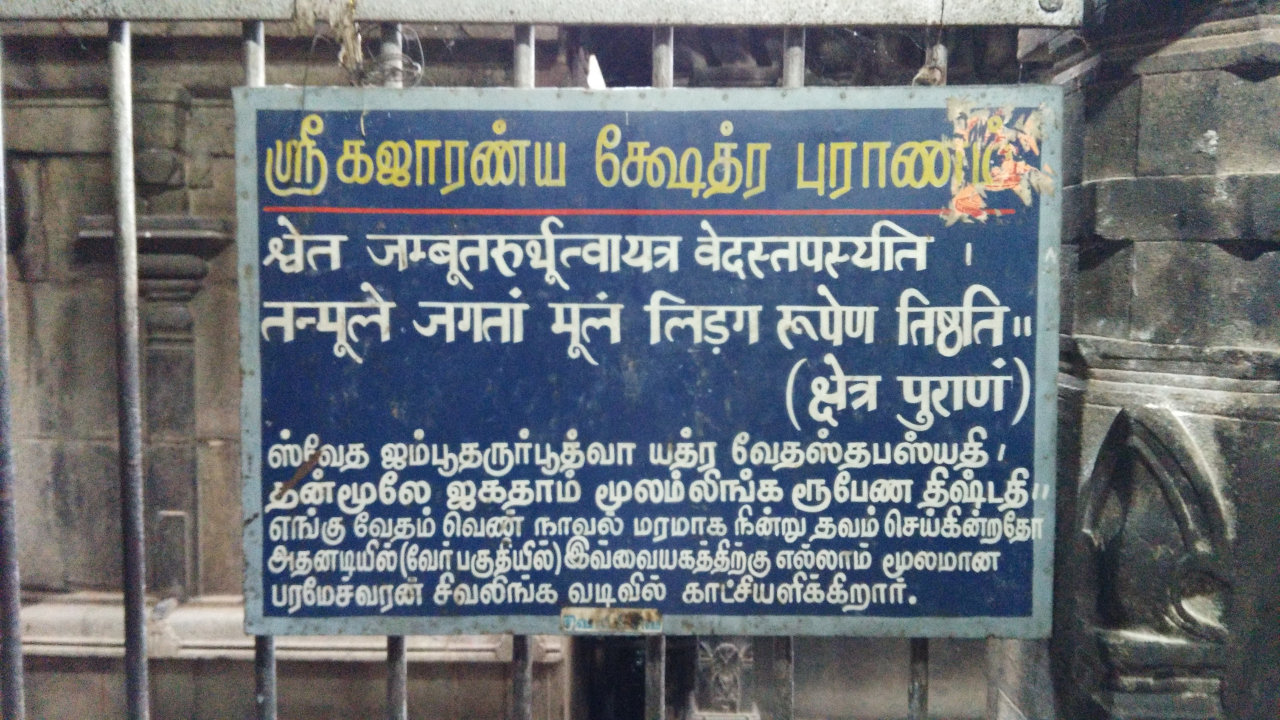 ஸ்ரீ கஜாரண்ய க்ஷேத்ர புராணம்
श्वेत जम्बूतरुर्भूत्वायत्र वेदस्तपस्यति ।
तन्मूले जगतां मूलं लिङग रूपेण तिष्ठति॥
(क्षेत्र पुराणं)
ஸ்வேத ஜம்பூதருர்பூத்வா யத்ர வேதஸ்தபஸ்யதி ।
தன்மூலே ஜகதாம் மூலம்லிங்க ரூபேண திஷ்டதி॥
எங்கு வேதம் வெண் நாவல் மரமாக நின்று தவம் செய்கின்றதோ
அதனடியில்(வேர் பகுதியில்)இவ்வையகத்திற்கு எல்லாம் மூலமான
பரமேச்வரன் சிவலிங்க வடிவில் காட்சியளிக்கிறார்.